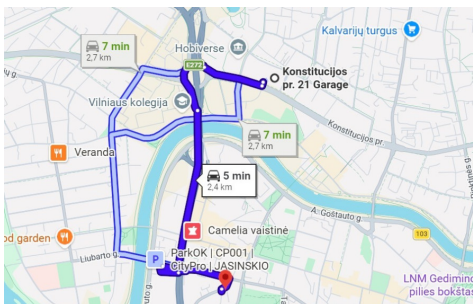 Kalvarijų turgus
7 min
2,7 km
Hobiverse
E272
Konstitucijos
pr. 21 Garage
Vilniaus kolegija
Konstitucijos pr.
7 min
2,7 km
Veranda
5 min
2,4 km
A. Goštauto g.
103
Camelia vaistinė
od garden
Liubarto g.
P
ParkOK | CP001 |
CityPro | JASINSKIO
LNM Gedimino
pilies bokštas